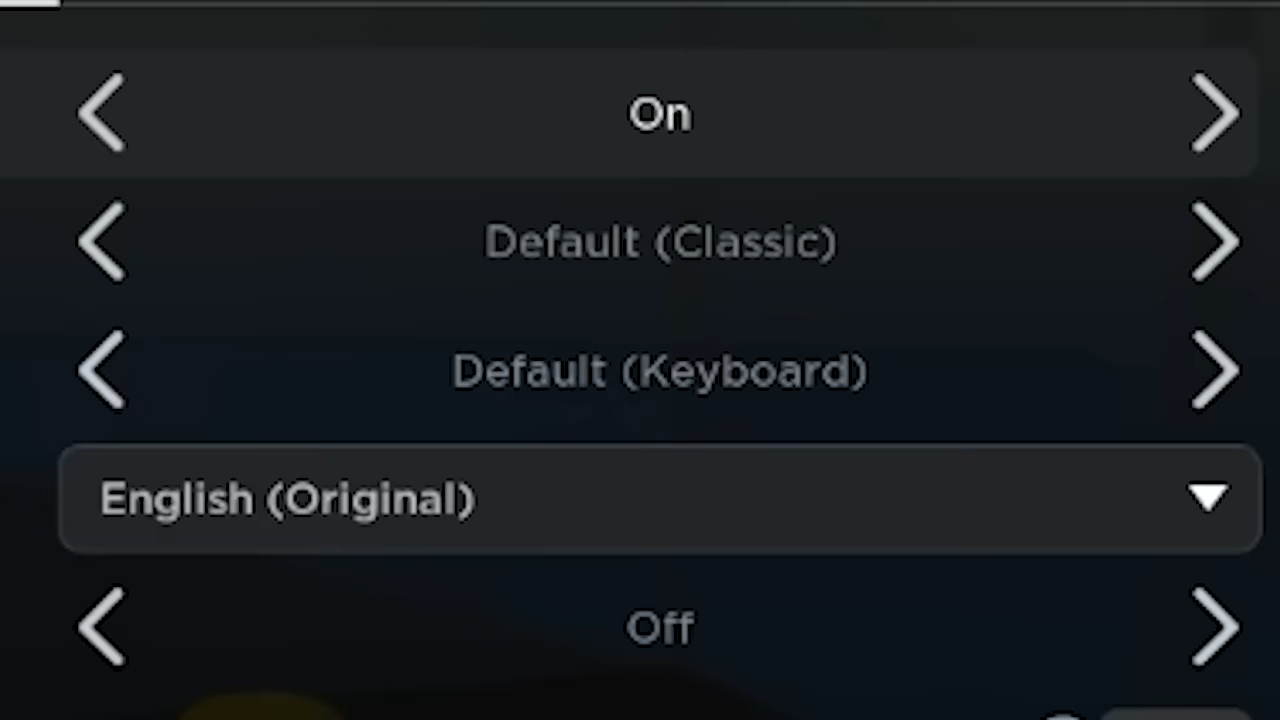 On
Default (Classic)
Default (Keyboard)
English (Original)
Off